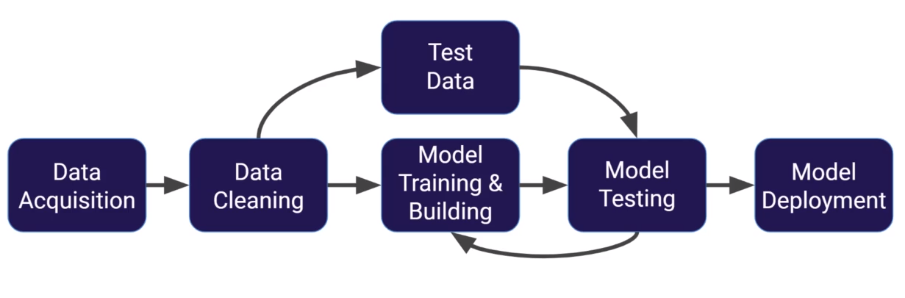 Test
Data
Data
Acquisition
Data
Cleaning
Model
Training &
Building
Model
Testing
Model
Deployment